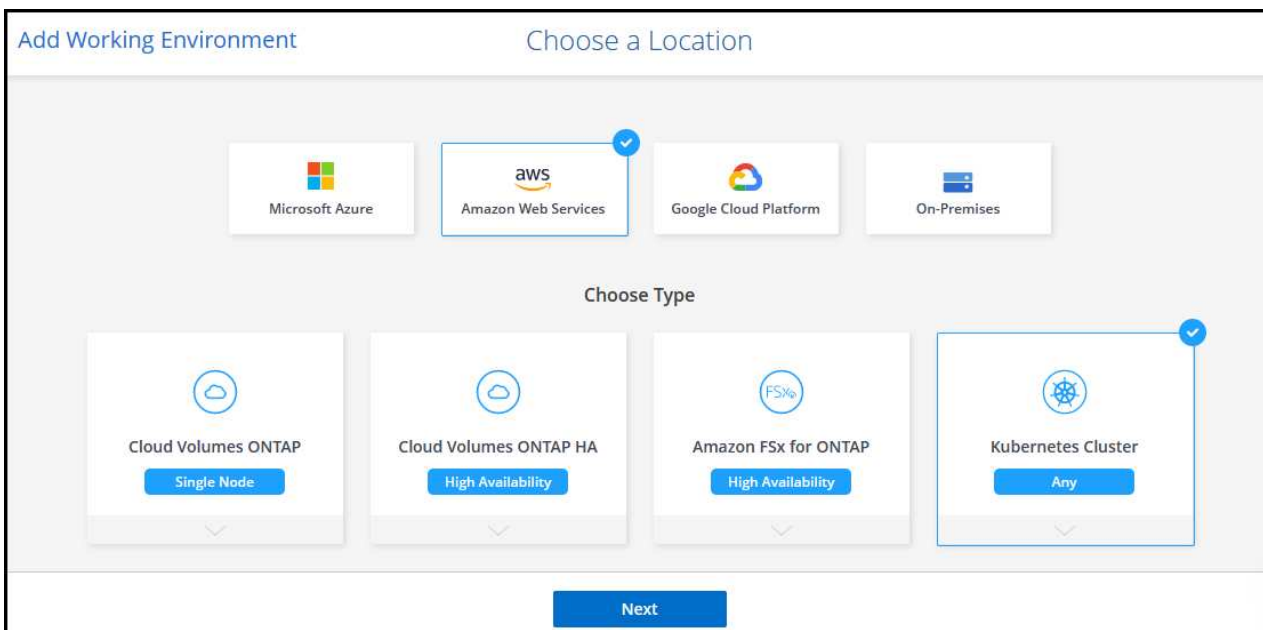 Add Working Environment
Choose a Location
aws
Microsoft Azure
Amazon Web Services
Google Cloud Platform
On-Premises
Choose Type
FSx
Cloud Volumes ONTAP
Cloud Volumes ONTAP HA
Amazon FSx for ONTAP
Kubernetes Cluster
Single Node
High Availability
High Availability
Any
Next